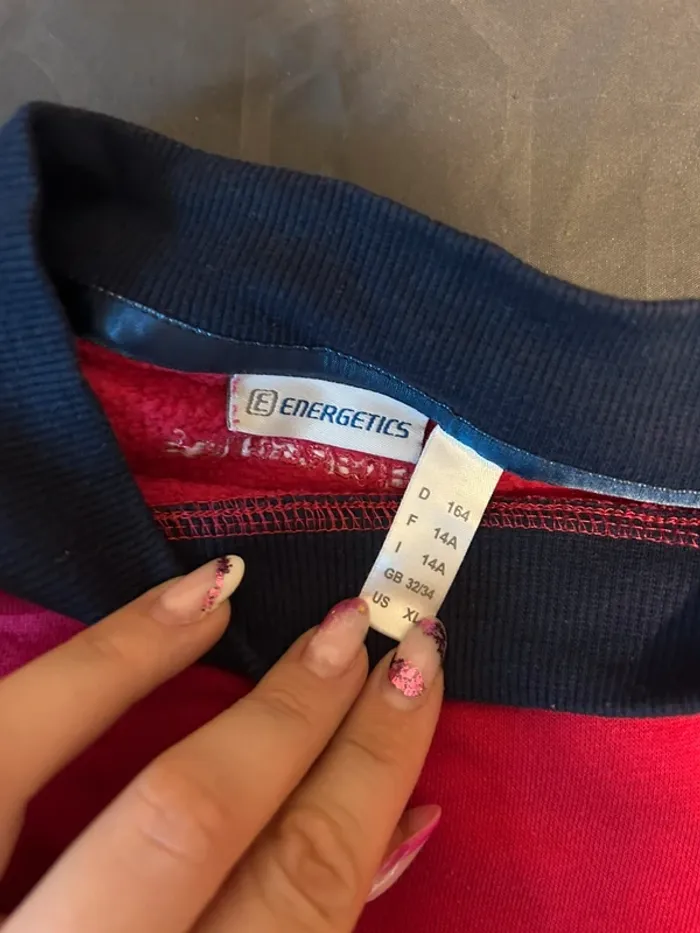 E ENERGETICS
D 164
F 14A
I 14A
GB 32/34
US XL